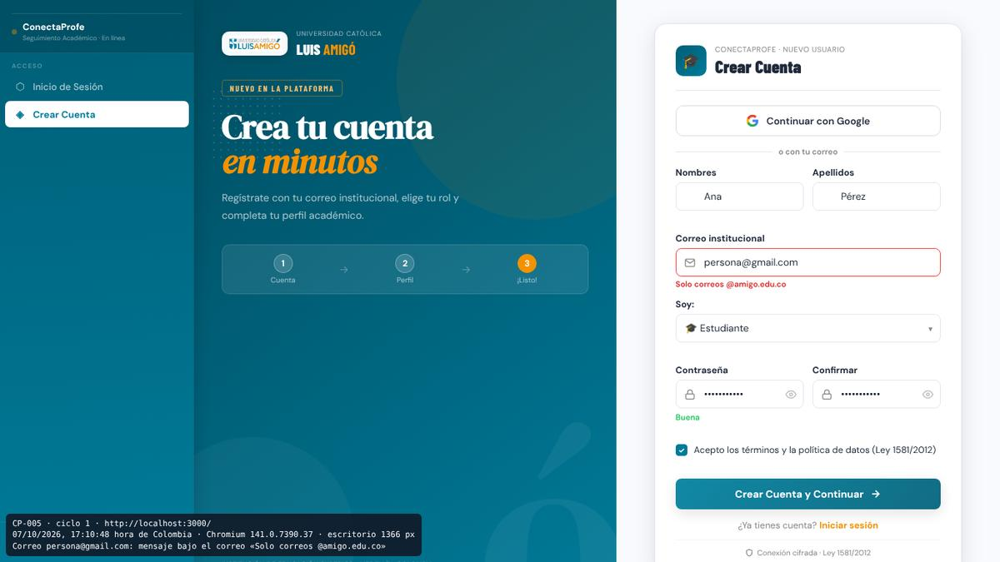 ConectaProfe
Seguimiento Académico · En línea
ACCESO
Inicio de Sesión
Crear Cuenta
UNIVERSIDAD CATÓLICA
LUISAMIGÓ
UNIVERSIDAD CATÓLICA
LUIS AMIGÓ
NUEVO EN LA PLATAFORMA
Crea tu cuenta
en minutos
Regístrate con tu correo institucional, elige tu rol y
completa tu perfil académico.
1 → 2 → 3
Cuenta Perfil ¡Listo!
CP-005 · ciclo 1 · http://localhost:3000/
07/10/2026, 17:10:48 hora de Colombia · Chromium 141.0.7390.37 · escritorio 1366 px
Correo persona@gmail.com: mensaje bajo el correo «Solo correos @amigo.edu.co»
CONECTAPROFE · NUEVO USUARIO
Crear Cuenta
Continuar con Google
o con tu correo
Nombres Apellidos
Ana Pérez
Correo institucional
persona@gmail.com
Solo correos @amigo.edu.co
Soy:
🎓 Estudiante
Contraseña Confirmar
••••••••••• •••••••••••
Buena
Acepto los términos y la política de datos (Ley 1581/2012)
Crear Cuenta y Continuar →
¿Ya tienes cuenta? Iniciar sesión
Conexión cifrada · Ley 1581/2012